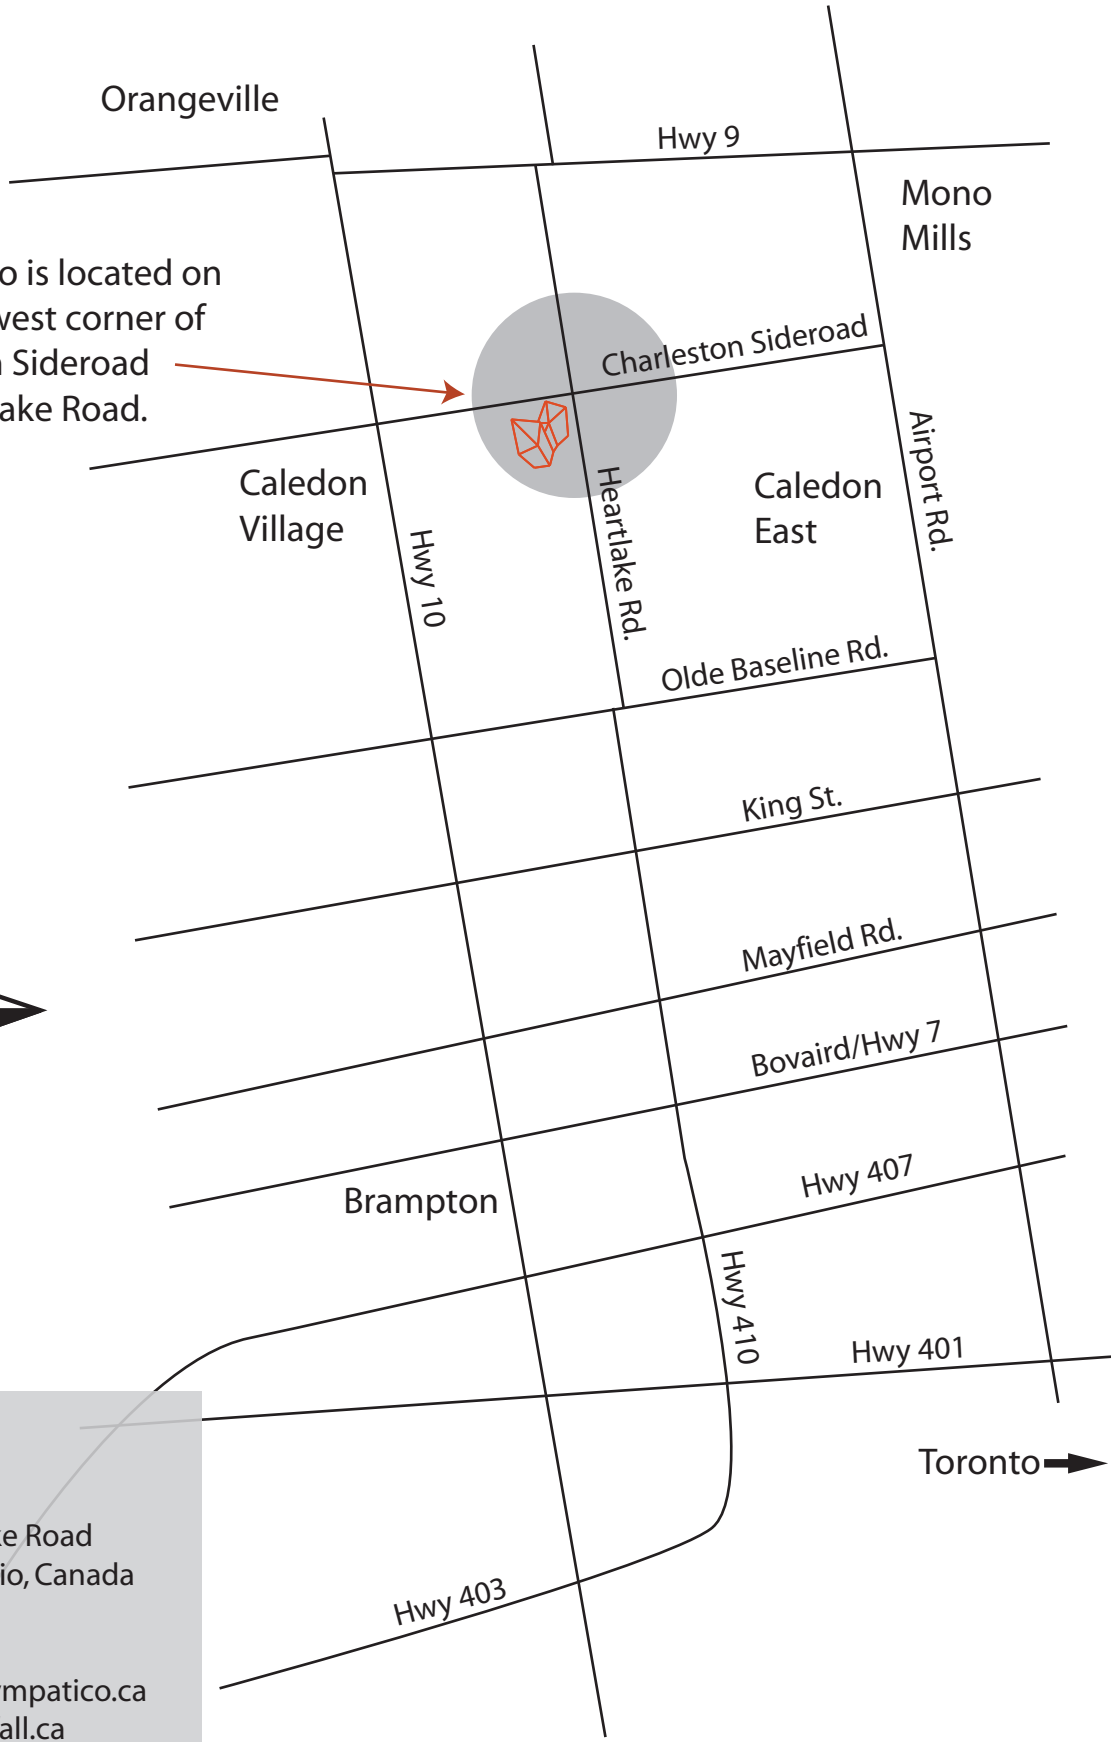 Orangeville
Hwy 9
Mono
Mills
o is located on
west corner of
Sideroad
ake Road.
Charleston Sideroad
Airport Rd.
Caledon
Village
Caledon
East
Heartlake Rd.
Hwy 10
Olde Baseline Rd.
King St.
Mayfield Rd.
Bovaird/Hwy 7
Hwy 407
Brampton
Hwy 410
Hwy 401
Toronto
ke Road
io, Canada
Hwy 403
mpatico.ca
all.ca